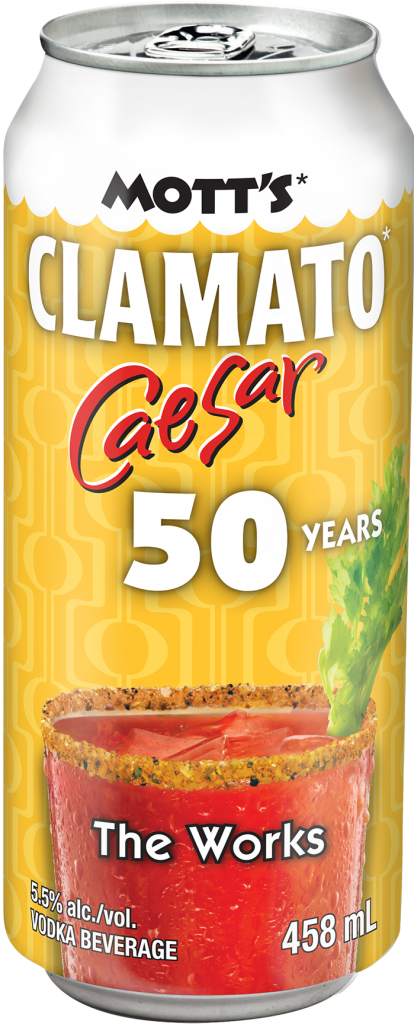 MOTT'S*
CLAMATO*
Caesar
50 YEARS
The Works
5.5% alc./vol.
VODKA BEVERAGE
458 mL